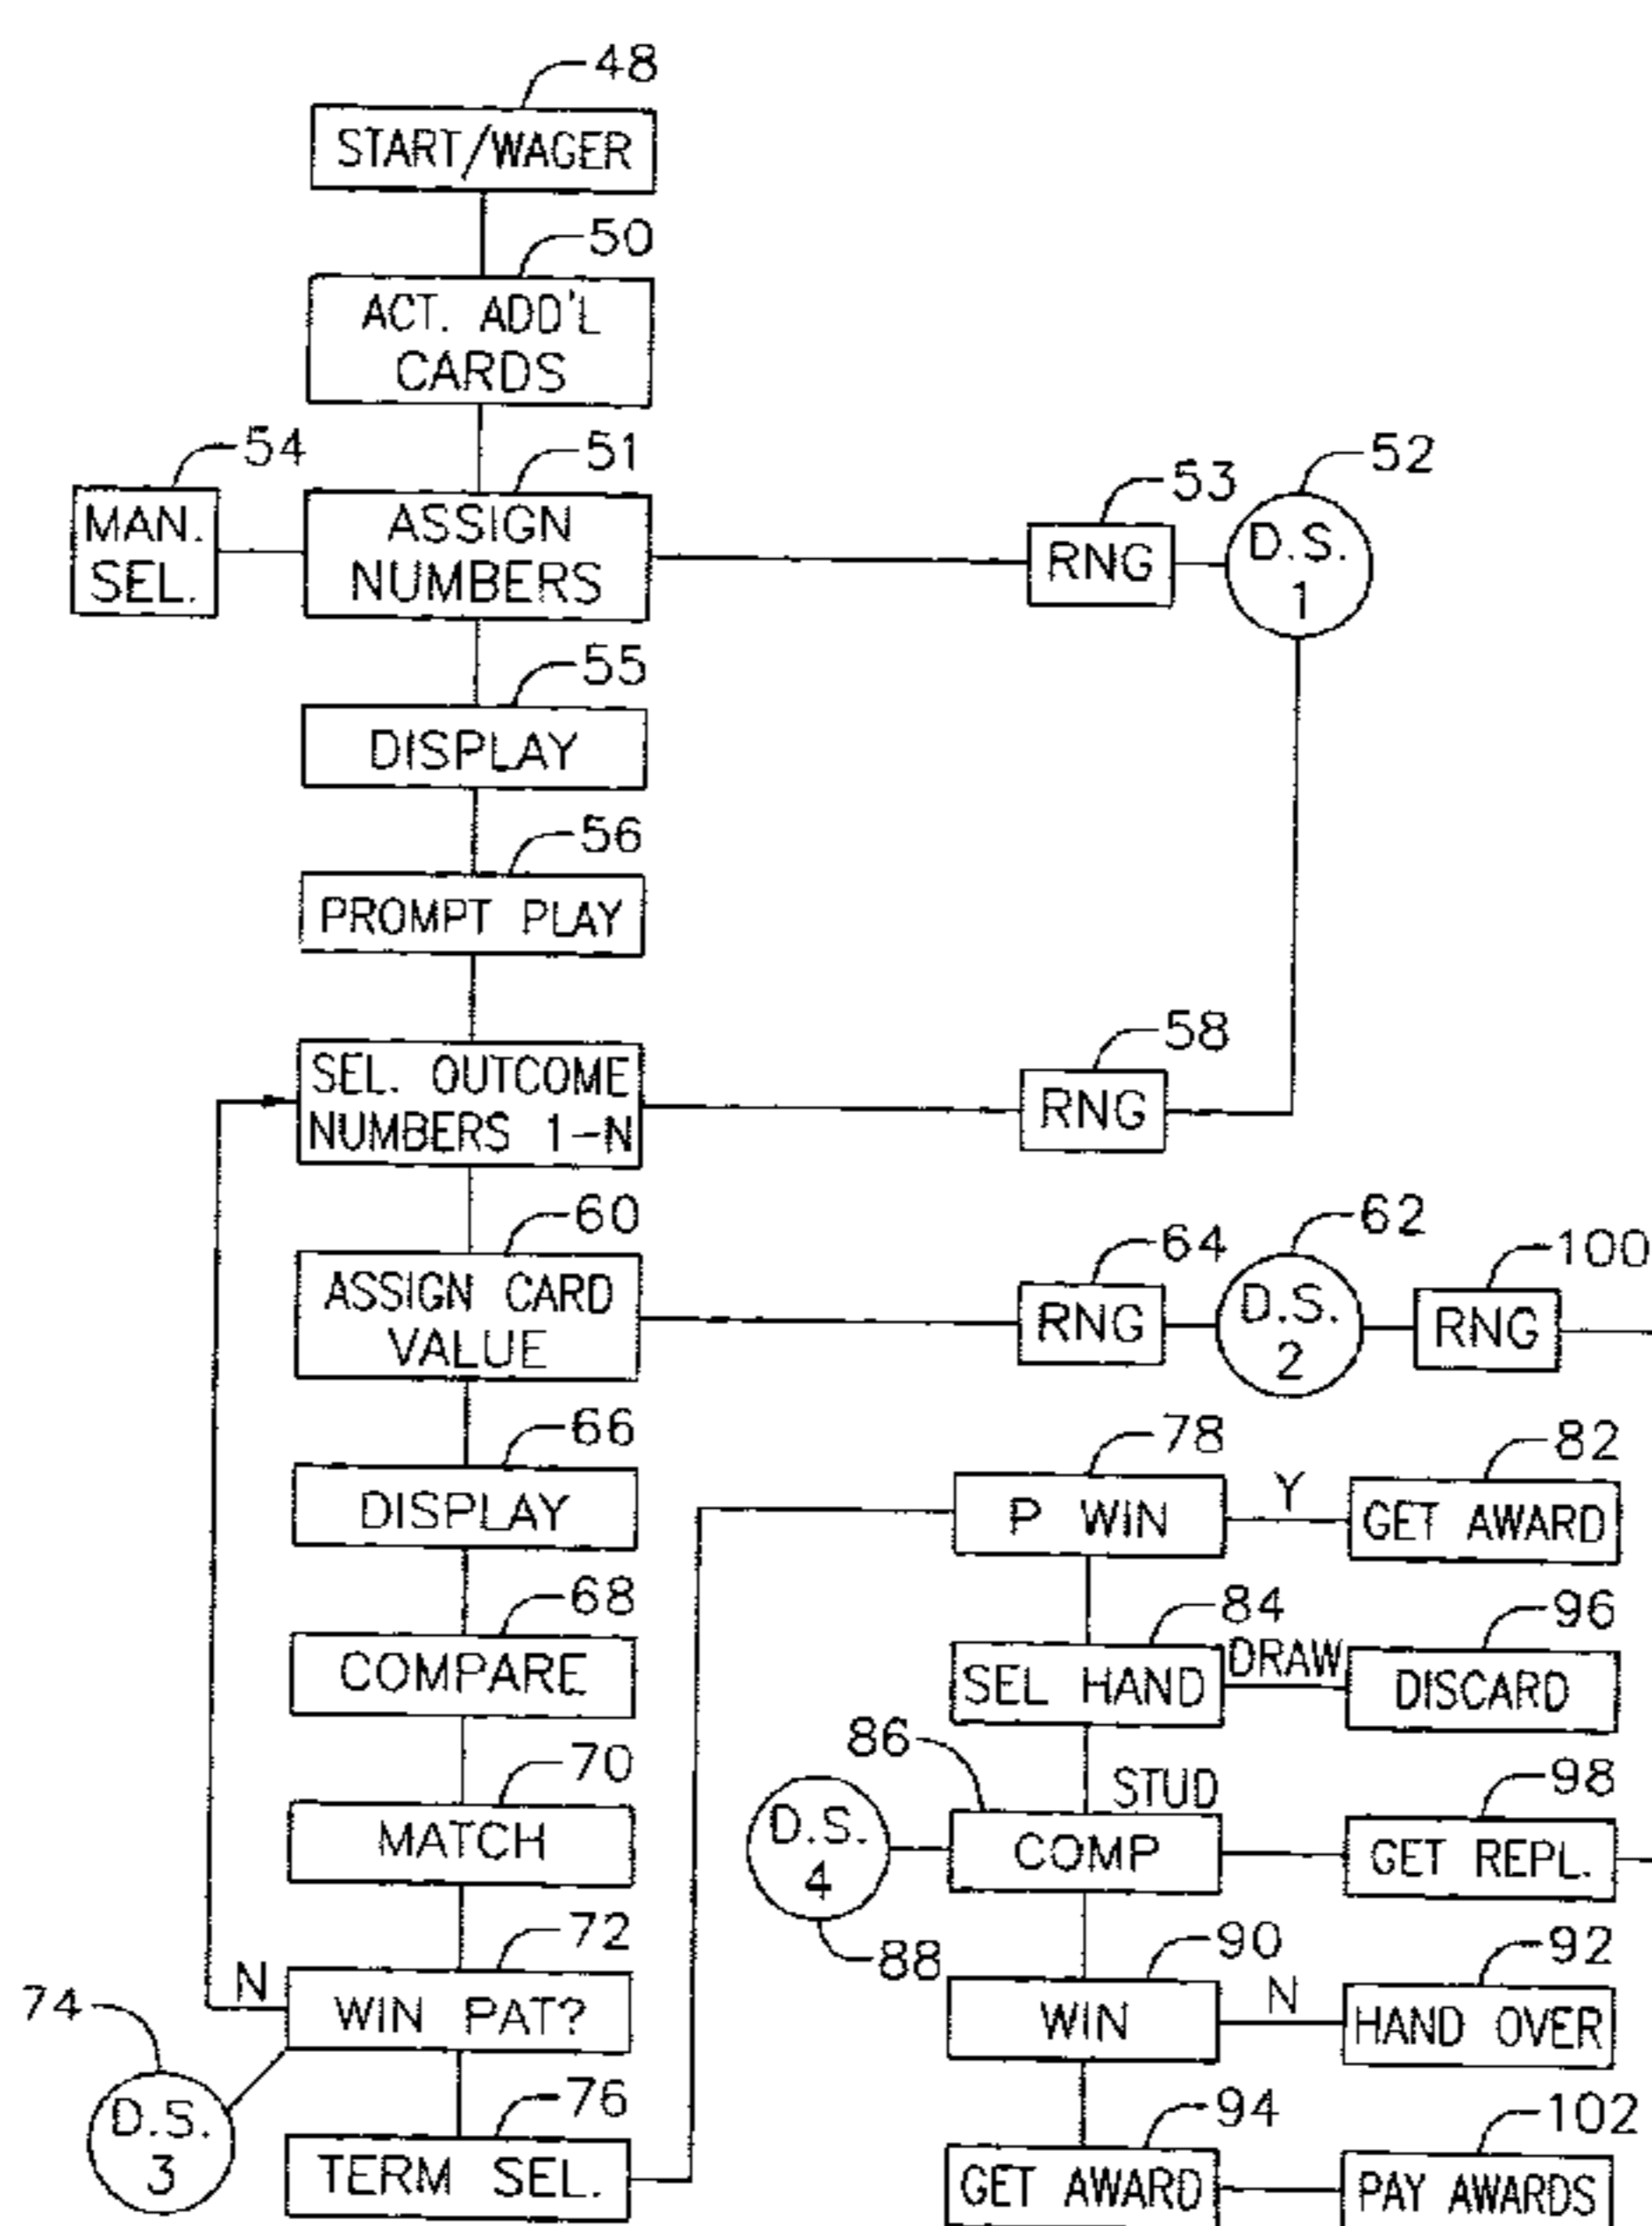 48
START/WAGER
50
ACT. ADD'L
CARDS
54
MAN.
SEL.
51
ASSIGN
NUMBERS
53
RNG
52
D.S.
1
55
DISPLAY
56
PROMPT PLAY
SEL. OUTCOME
NUMBERS 1-N
58
RNG
60
ASSIGN CARD
VALUE
64
RNG
62
D.S.
2
100
RNG
66
DISPLAY
78
P WIN
Y
82
GET AWARD
68
COMPARE
84
SEL HAND
DRAW
96
DISCARD
70
MATCH
86
STUD
D.S.
4
88
COMP
98
GET REPL.
72
N
WIN PAT?
74
D.S.
3
90
WIN
N
92
HAND OVER
76
TERM SEL.
94
GET AWARD
102
PAY AWARDS